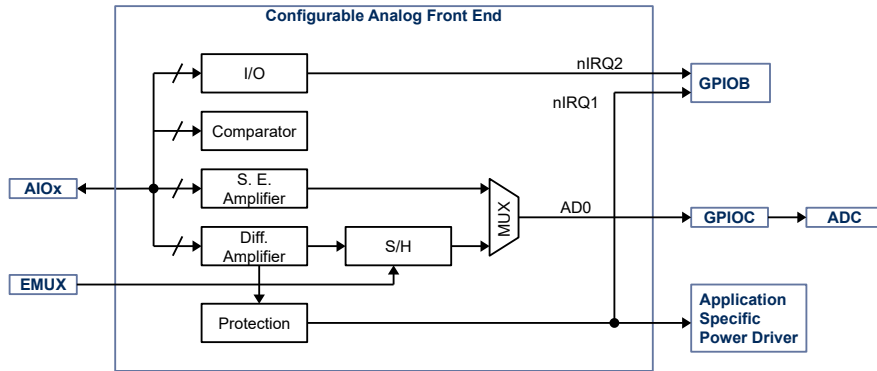 Configurable Analog Front End
I/O
nIRQ2
GPIOB
nIRQ1
Comparator
AIOx
S. E.
Amplifier
MUX
AD0
GPIOC
ADC
Diff.
Amplifier
S/H
EMUX
Protection
Application
Specific
Power Driver